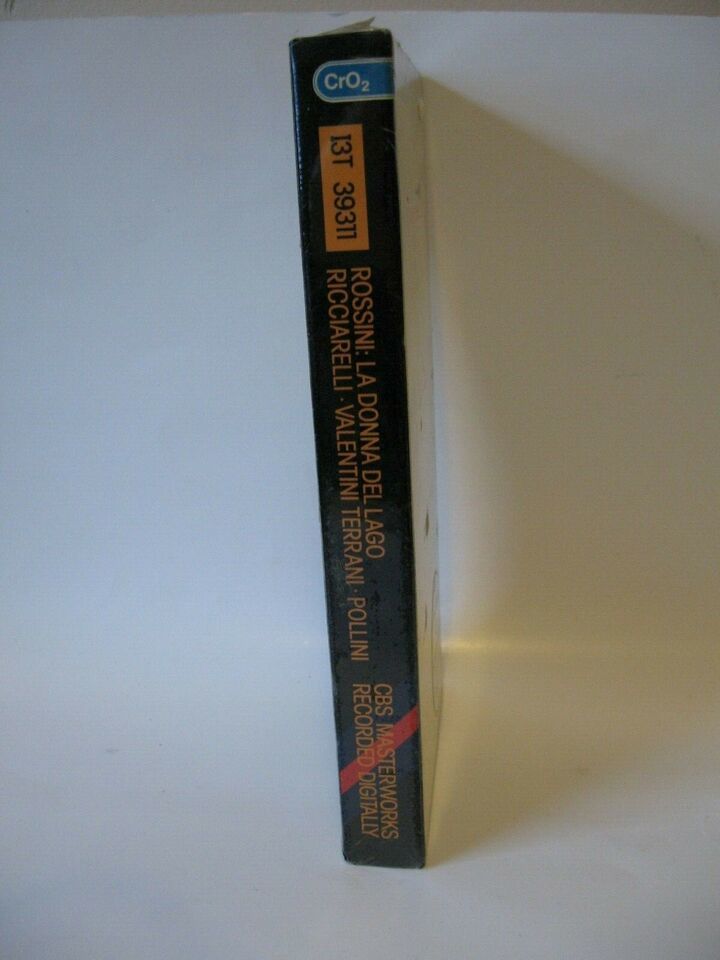 CrO₂
I3T 39311
ROSSINI: LA DONNA DEL LAGO
RICCIARELLI · VALENTINI TERRANI · POLLINI
CBS MASTERWORKS
RECORDED DIGITALLY